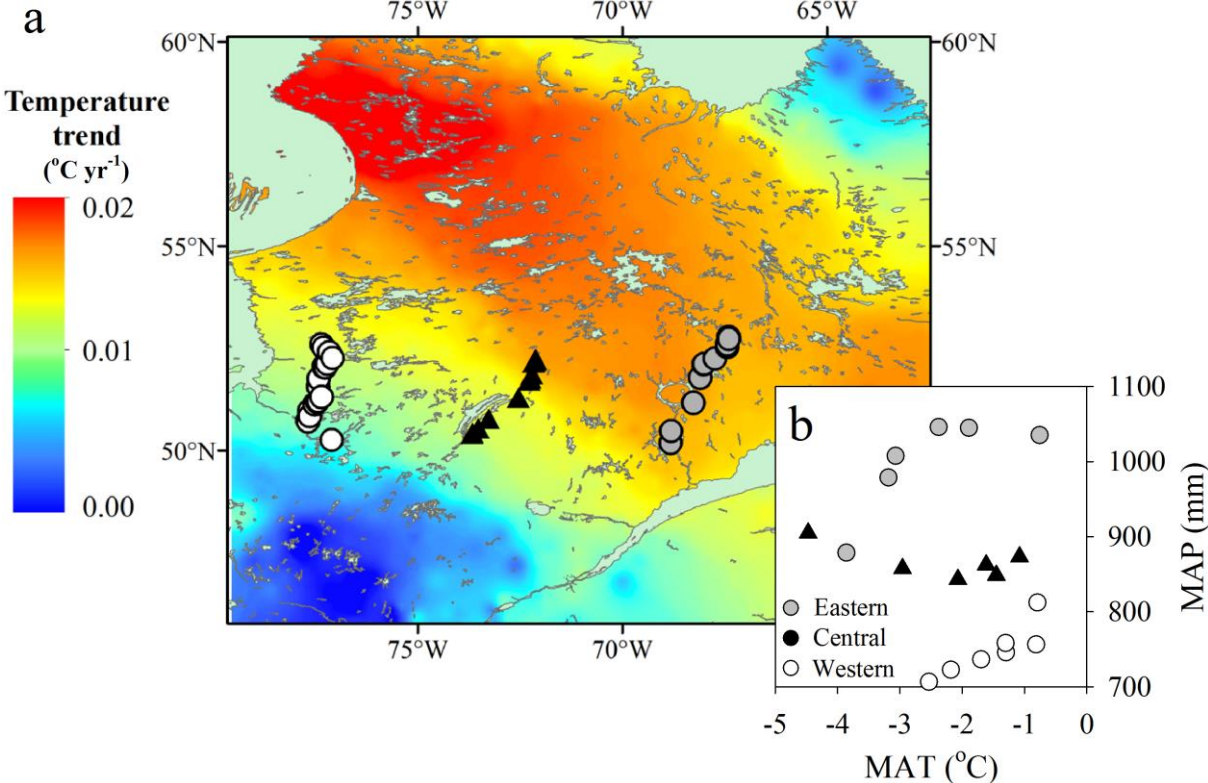 a
75°W 70°W 65°W
60°N 60°N
Temperature
trend
(°C yr⁻¹)
0.02
55°N 55°N
0.01
50°N
0.00
75°W 70°W
b
1100
1000
900
800
700
MAP (mm)
Eastern
Central
Western
-5 -4 -3 -2 -1 0
MAT (°C)